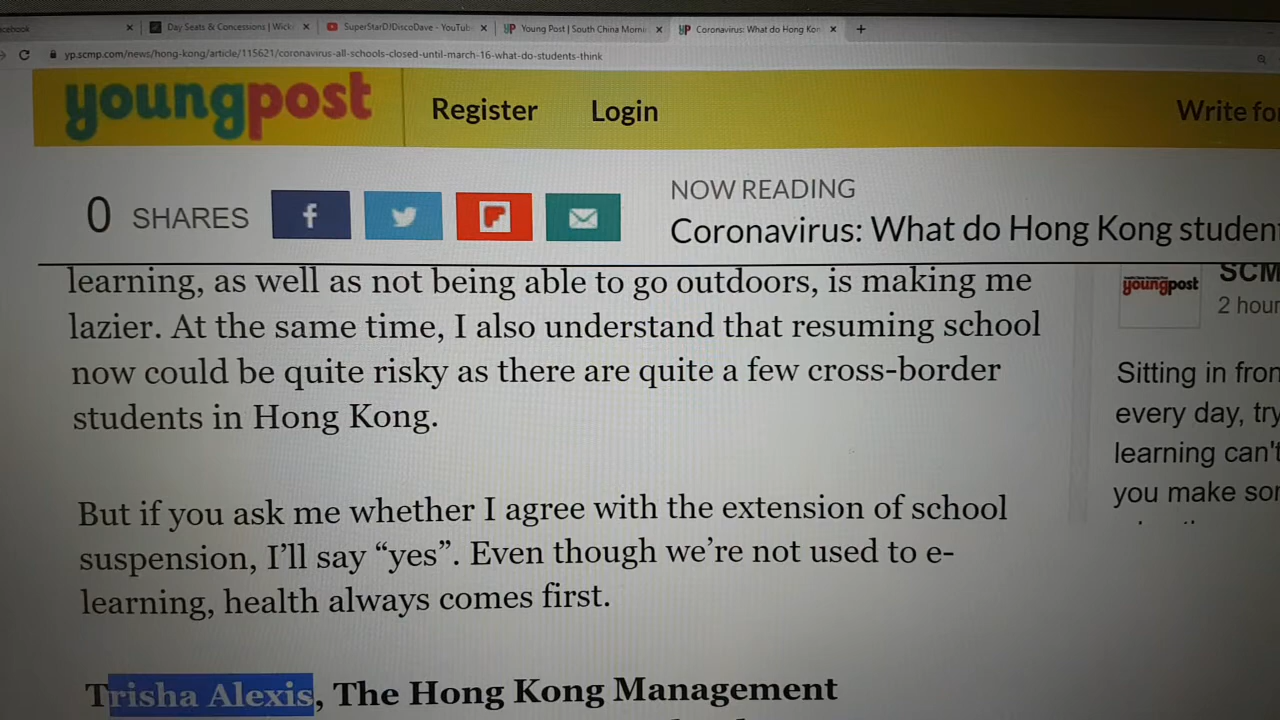 acebook
Day Seats & Concessions | Wick
SuperStarDJDiscoDave - YouTub
Young Post | South China Morni
Coronavirus: What do Hong Kon
yp.scmp.com/news/hong-kong/article/115621/coronavirus-all-schools-closed-until-march-16-what-do-students-think
youngpost
Register
Login
Write for
0 SHARES
NOW READING
Coronavirus: What do Hong Kong studen
learning, as well as not being able to go outdoors, is making me
lazier. At the same time, I also understand that resuming school
now could be quite risky as there are quite a few cross-border
students in Hong Kong.
But if you ask me whether I agree with the extension of school
suspension, I'll say “yes”. Even though we're not used to e-
learning, health always comes first.
Trisha Alexis, The Hong Kong Management
youngpost
SCM
2 hour
Sitting in fron
every day, try
learning can't
you make so